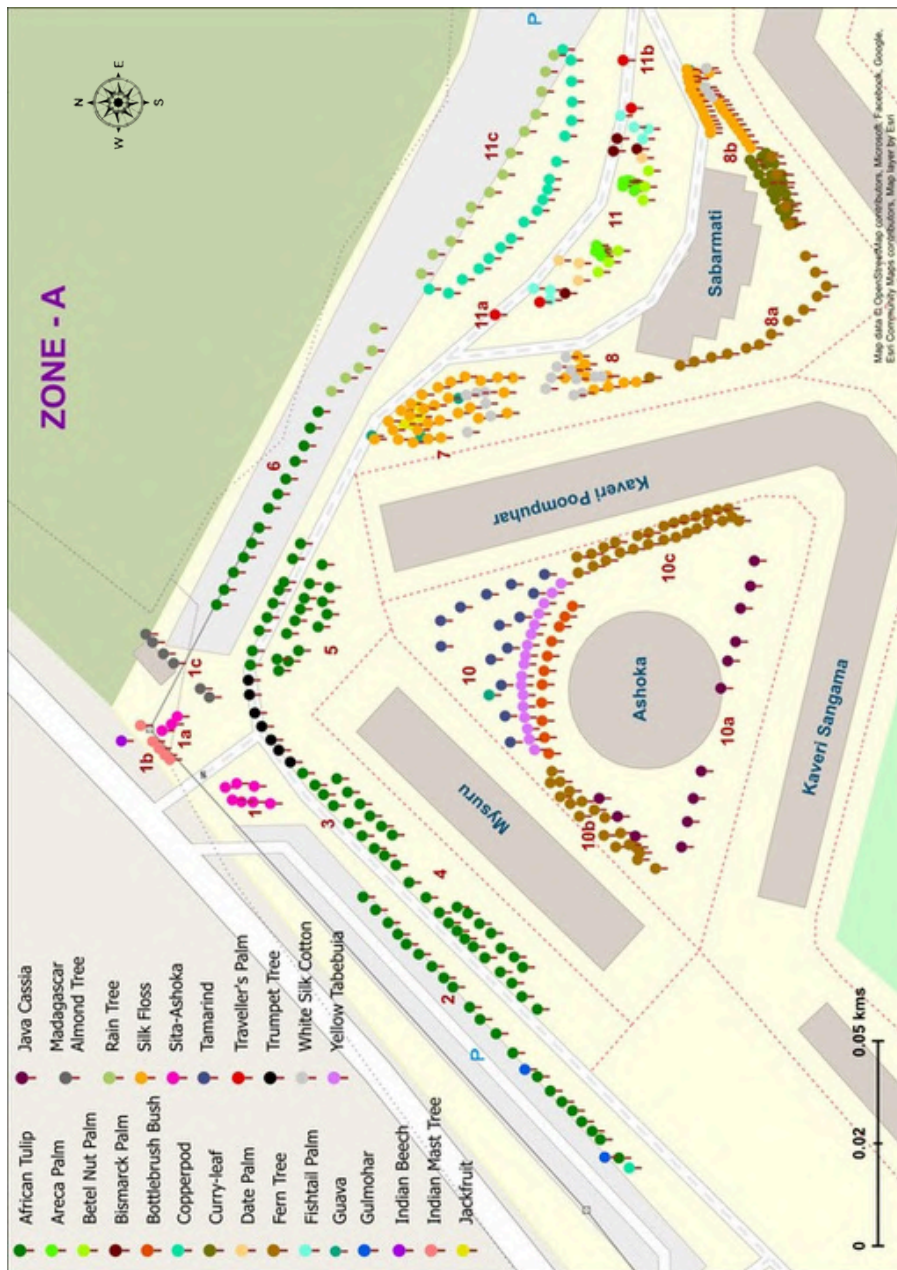 ZONE - A
N
W E
S
P
11c
11b
11
11a
6
7
8
8b
8a
Sabarmati
Kaveri Poompuhar
5
1c
1a
1b
1
3
4
2
P
10
10c
10b
10a
Mysuru
Ashoka
Kaveri Sangama
African Tulip
Areca Palm
Betel Nut Palm
Bismarck Palm
Bottlebrush Bush
Copperpod
Curry-leaf
Date Palm
Fern Tree
Fishtail Palm
Guava
Gulmohar
Indian Beech
Indian Mast Tree
Jackfruit
Java Cassia
Madagascar
Almond Tree
Rain Tree
Silk Floss
Sita-Ashoka
Tamarind
Traveller's Palm
Trumpet Tree
White Silk Cotton
Yellow Tabebuia
0 0.02 0.05 kms
Map data © OpenStreetMap contributors, Microsoft, Facebook, Google,
Esri Community Maps contributors, Map layer by Esri